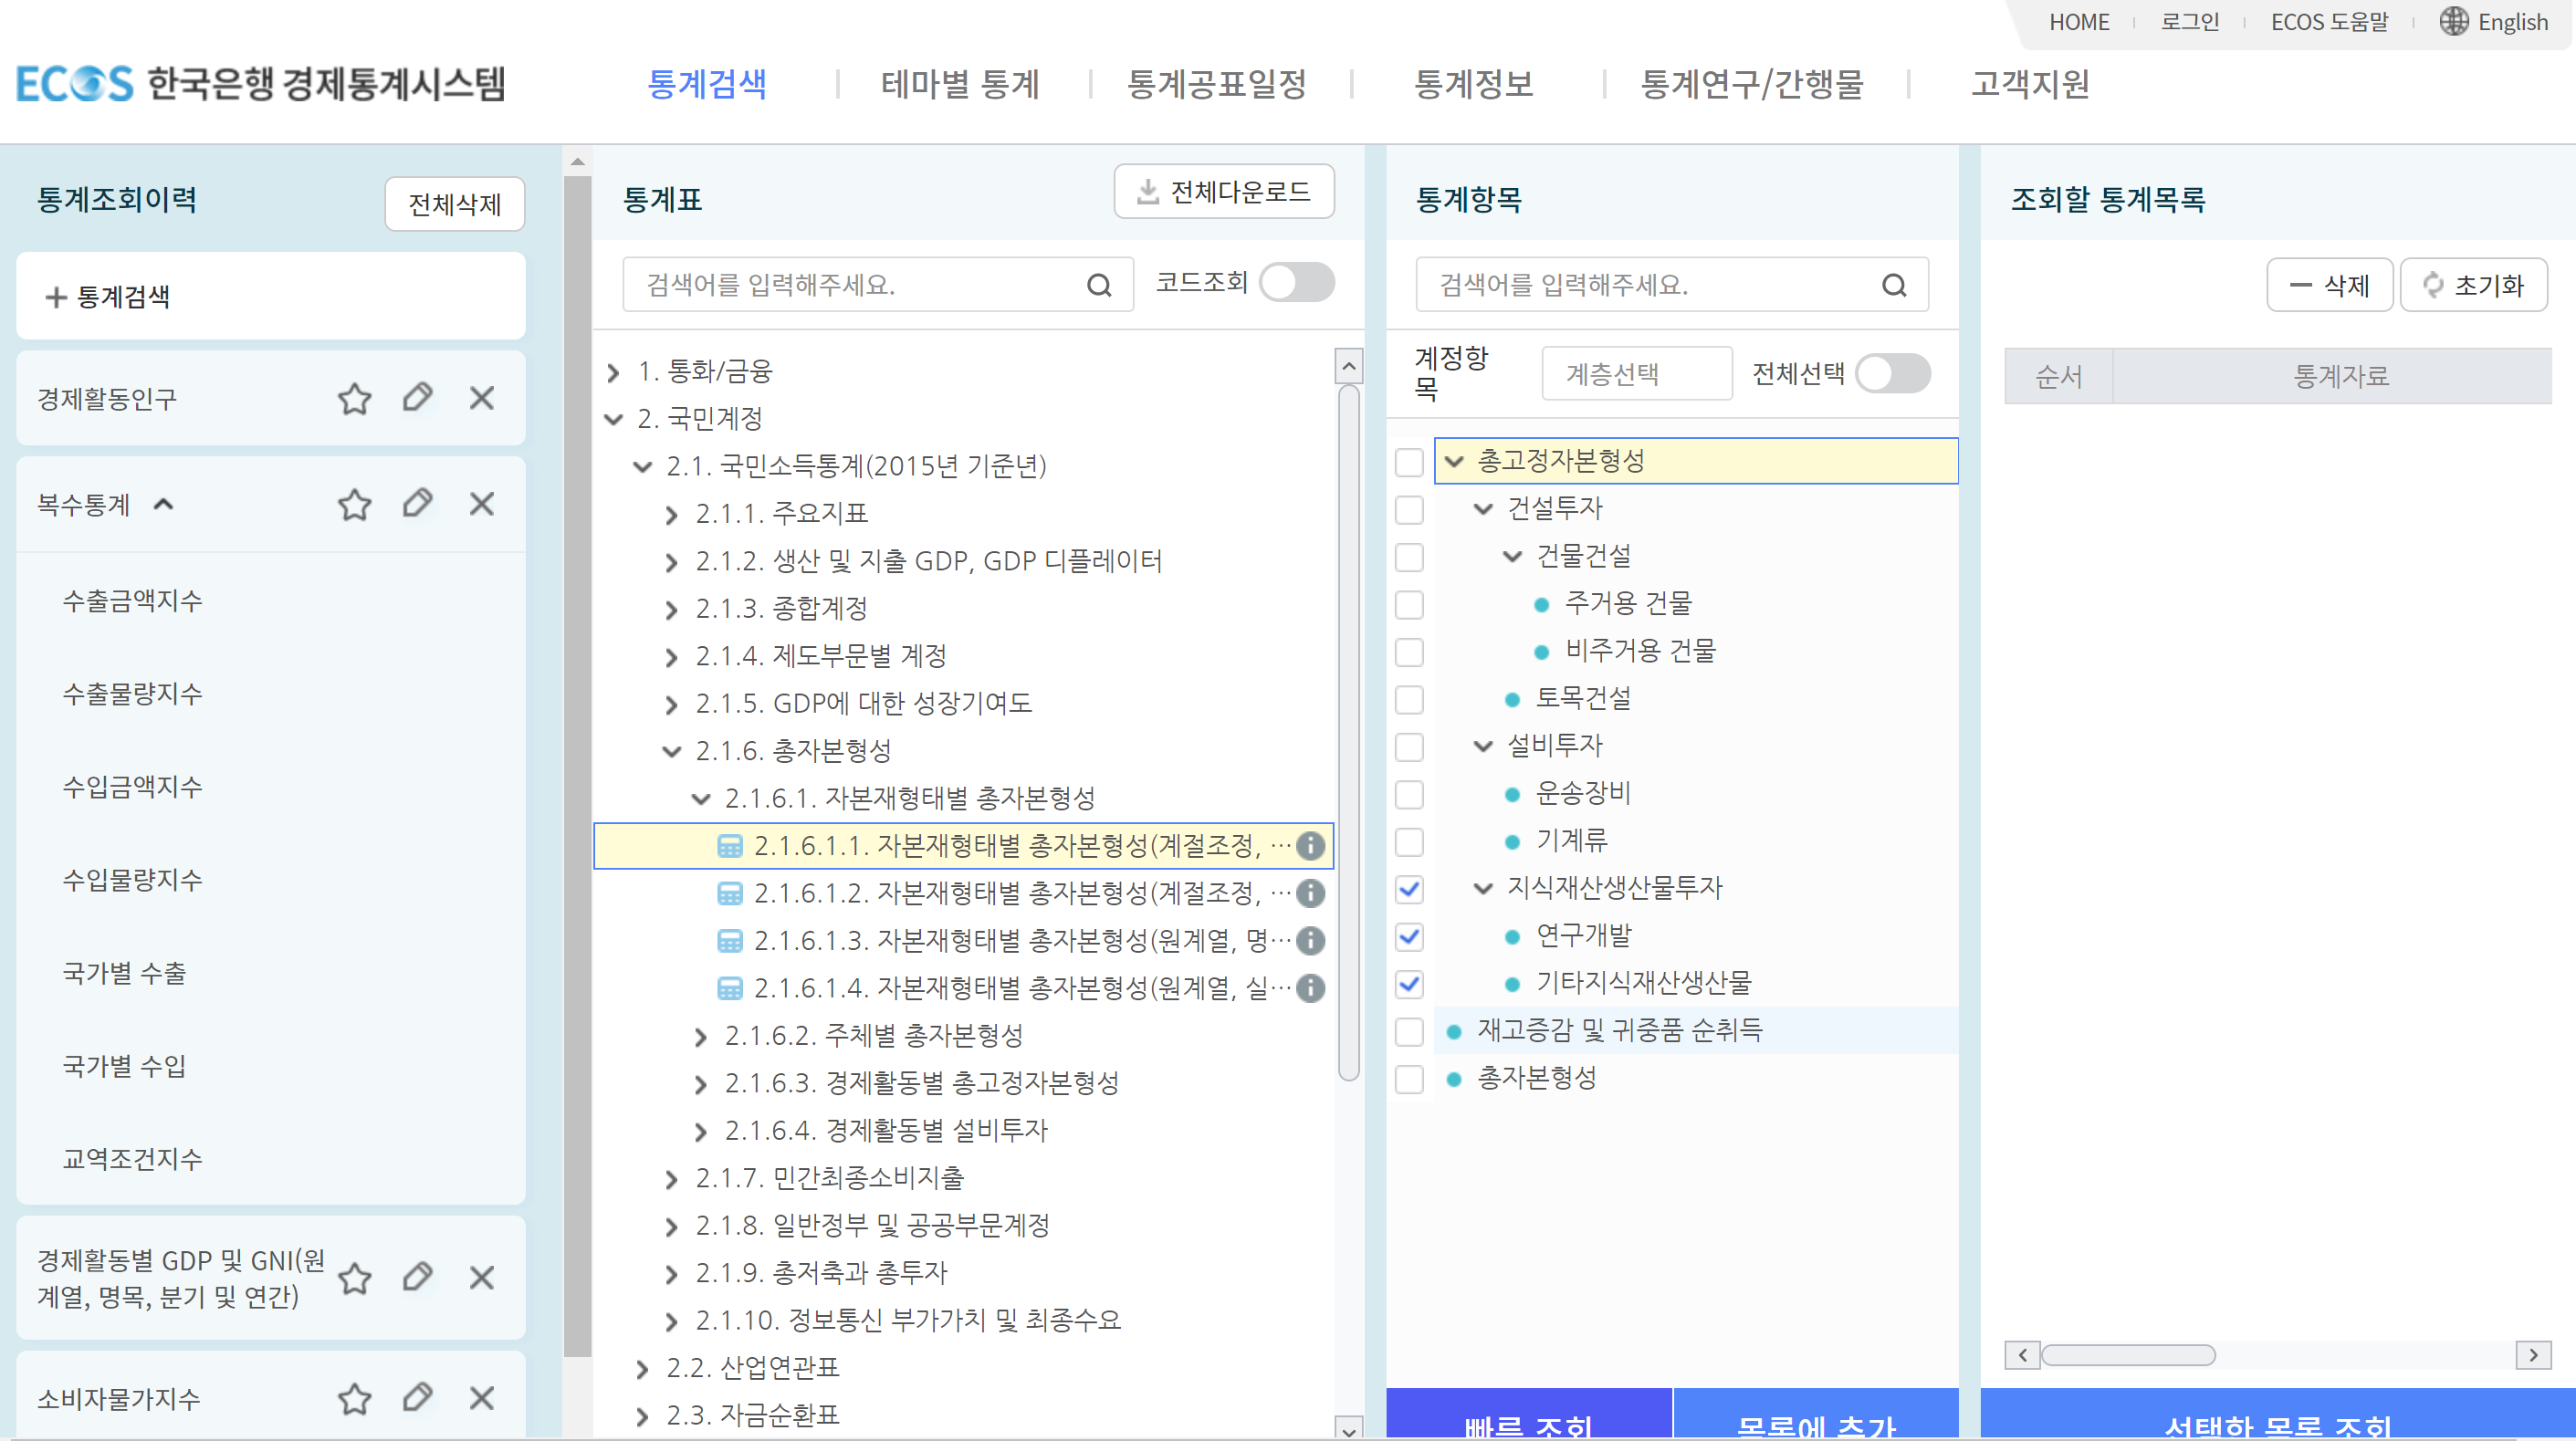 HOME 로그인 ECOS 도움말 English
ECOS 한국은행 경제통계시스템
통계검색 테마별 통계 통계공표일정 통계정보 통계연구/간행물 고객지원
통계조회이력
전체삭제
+ 통계검색
경제활동인구
복수통계
수출금액지수
수출물량지수
수입금액지수
수입물량지수
국가별 수출
국가별 수입
교역조건지수
경제활동별 GDP 및 GNI(원
계열, 명목, 분기 및 연간)
소비자물가지수
통계표
전체다운로드
검색어를 입력해주세요.
코드조회
1. 통화/금융
2. 국민계정
2.1. 국민소득통계(2015년 기준년)
2.1.1. 주요지표
2.1.2. 생산 및 지출 GDP, GDP 디플레이터
2.1.3. 종합계정
2.1.4. 제도부문별 계정
2.1.5. GDP에 대한 성장기여도
2.1.6. 총자본형성
2.1.6.1. 자본재형태별 총자본형성
2.1.6.1.1. 자본재형태별 총자본형성(계절조정, ···
2.1.6.1.2. 자본재형태별 총자본형성(계절조정, ···
2.1.6.1.3. 자본재형태별 총자본형성(원계열, 명···
2.1.6.1.4. 자본재형태별 총자본형성(원계열, 실···
2.1.6.2. 주체별 총자본형성
2.1.6.3. 경제활동별 총고정자본형성
2.1.6.4. 경제활동별 설비투자
2.1.7. 민간최종소비지출
2.1.8. 일반정부 및 공공부문계정
2.1.9. 총저축과 총투자
2.1.10. 정보통신 부가가치 및 최종수요
2.2. 산업연관표
2.3. 자금순환표
통계항목
검색어를 입력해주세요.
계정항
목
계층선택
전체선택
총고정자본형성
건설투자
건물건설
주거용 건물
비주거용 건물
토목건설
설비투자
운송장비
기계류
지식재산생산물투자
연구개발
기타지식재산생산물
재고증감 및 귀중품 순취득
총자본형성
빠른 조회
목록에 추가
조회할 통계목록
삭제
초기화
순서 통계자료
선택한 목록 조회